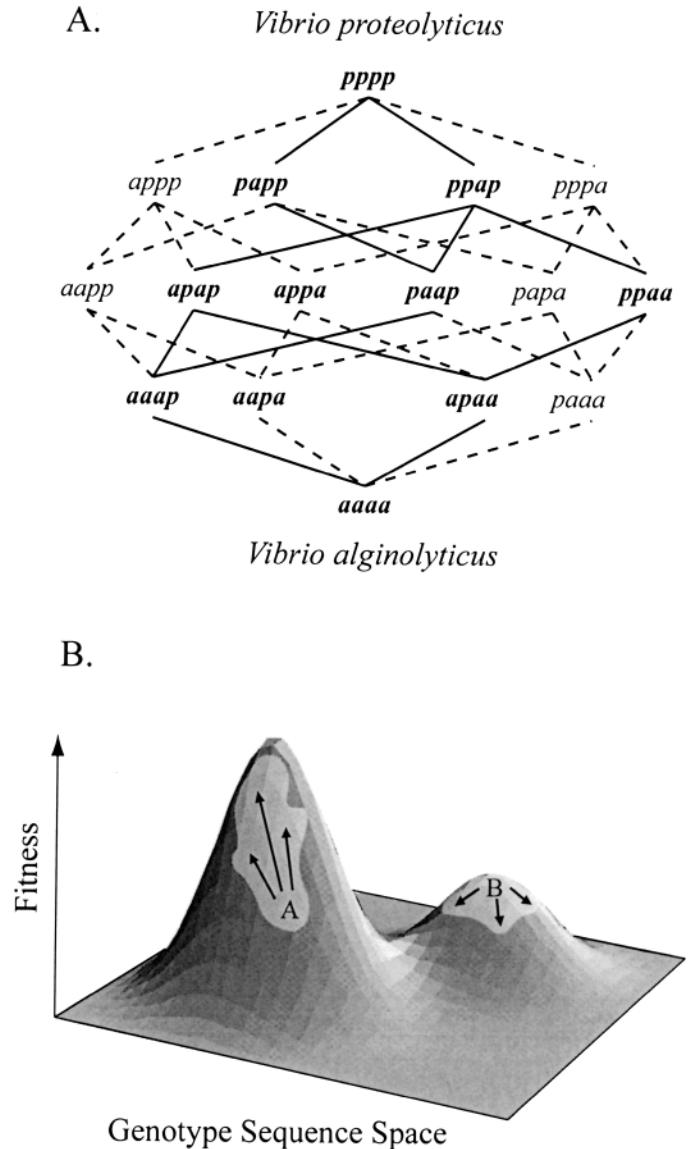 A.
Vibrio proteolyticus
pppp
appp papp ppap pppa
aapp apap appa paap papa ppaa
aaap aapa apaa paaa
aaaa
Vibrio alginolyticus
B.
Fitness
A
B
Genotype Sequence Space